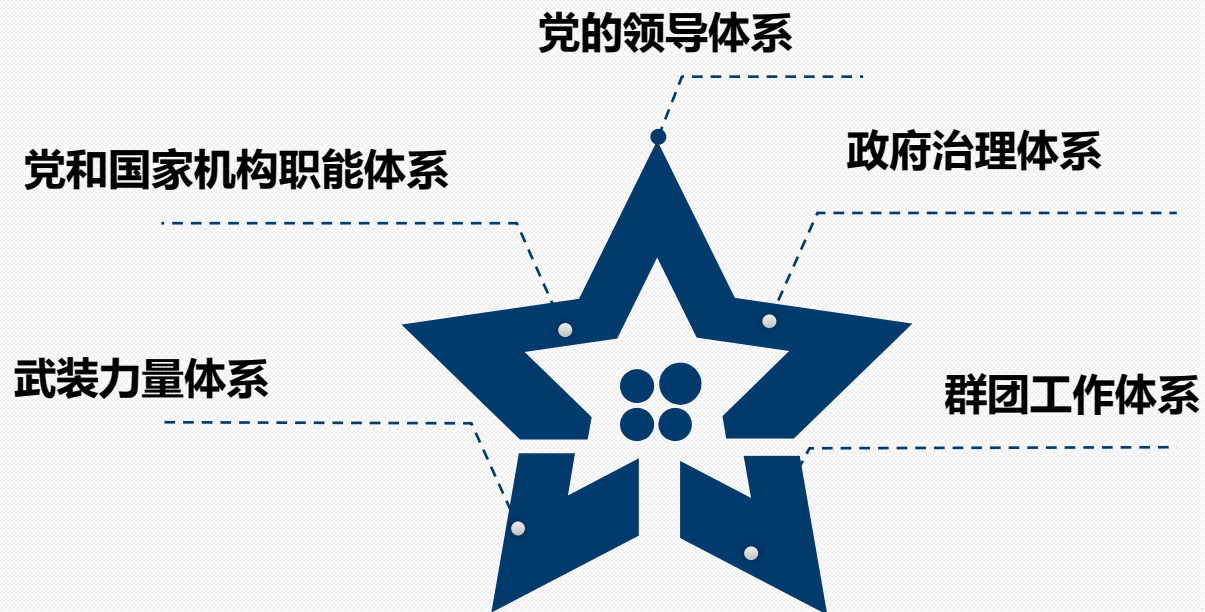 党的领导体系
政府治理体系
党和国家机构职能体系
武装力量体系
群团工作体系